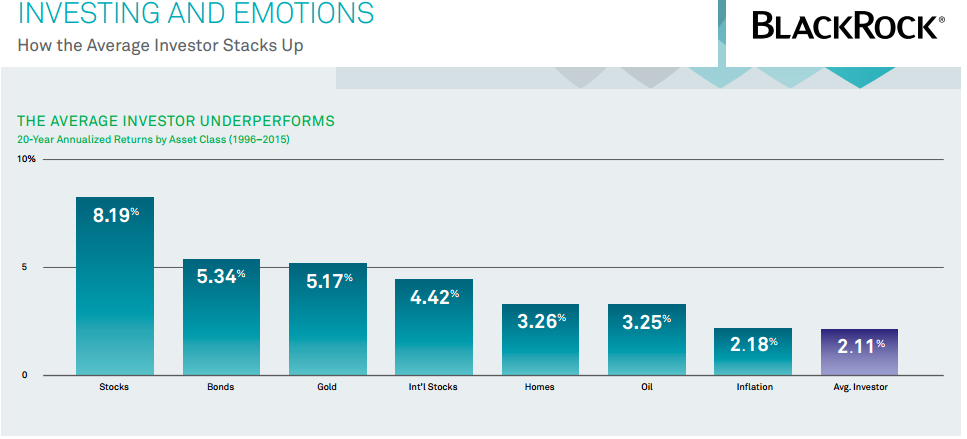 INVESTING AND EMOTIONS
How the Average Investor Stacks Up
BLACKROCK®
THE AVERAGE INVESTOR UNDERPERFORMS
20-Year Annualized Returns by Asset Class (1996–2015)
10%
5
0
8.19%
5.34%
5.17%
4.42%
3.26%
3.25%
2.18%
2.11%
Stocks
Bonds
Gold
Int'l Stocks
Homes
Oil
Inflation
Avg. Investor